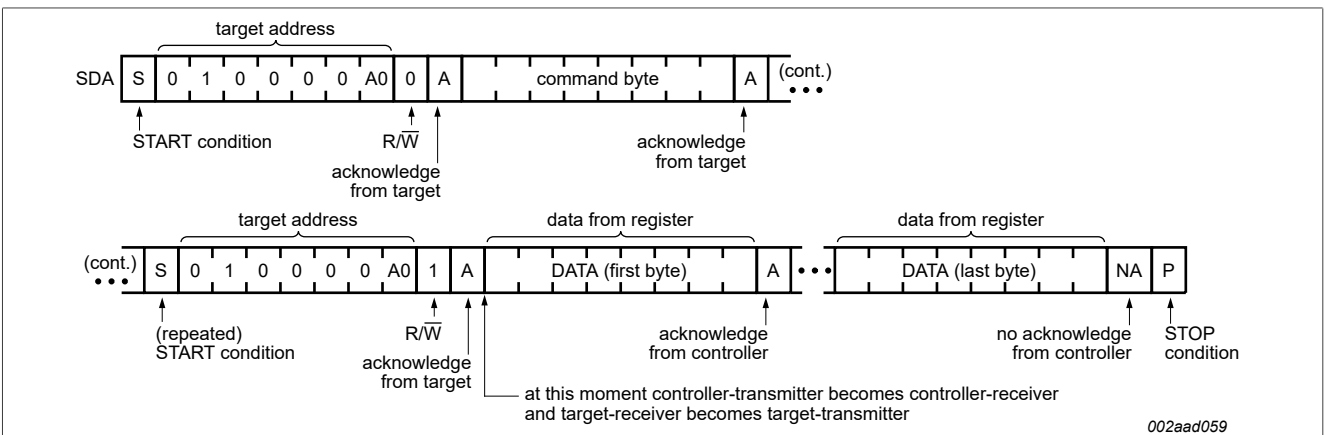 target address
SDA S 0 1 0 0 0 0 A0 0 A command byte A (cont.)
START condition R/W̅ acknowledge
from target
acknowledge
from target
target address data from register data from register
(cont.) S 0 1 0 0 0 0 A0 1 A DATA (first byte) A DATA (last byte) NA P
(repeated)
START condition
R/W̅
acknowledge
from target
acknowledge
from controller
no acknowledge
from controller
STOP
condition
at this moment controller-transmitter becomes controller-receiver
and target-receiver becomes target-transmitter
002aad059